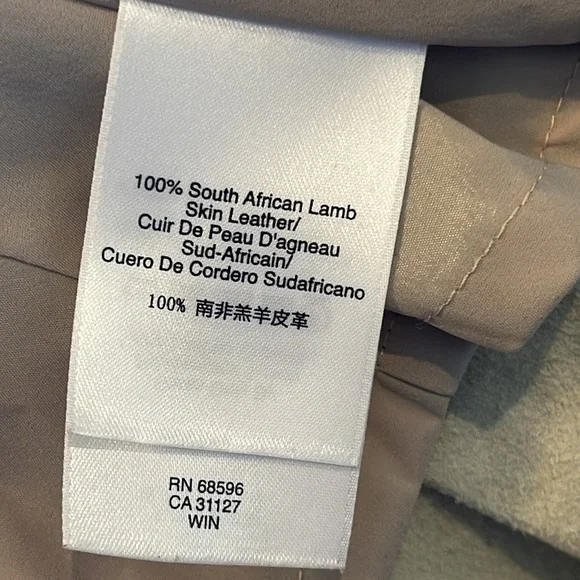 100% South African Lamb
Skin Leather/
Cuir De Peau D'agneau
Sud-Africain/
Cuero De Cordero Sudafricano
100% 南非羔羊皮革
RN 68596
CA 31127
WIN